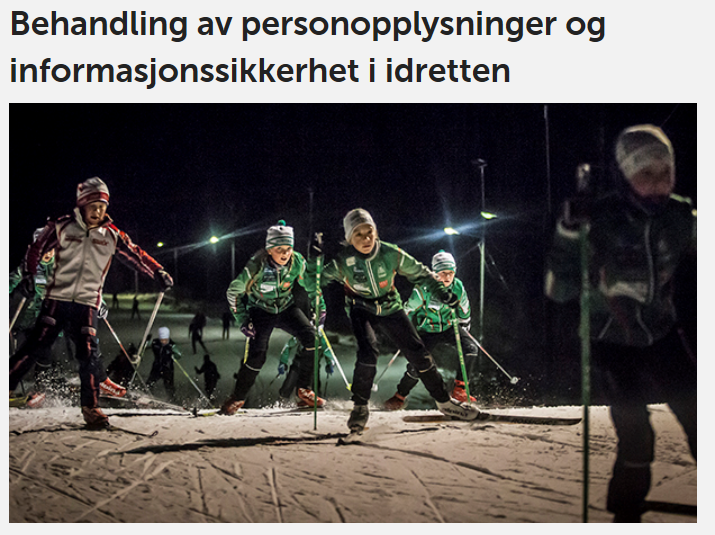 Behandling av personopplysninger og
informasjonssikkerhet i idretten